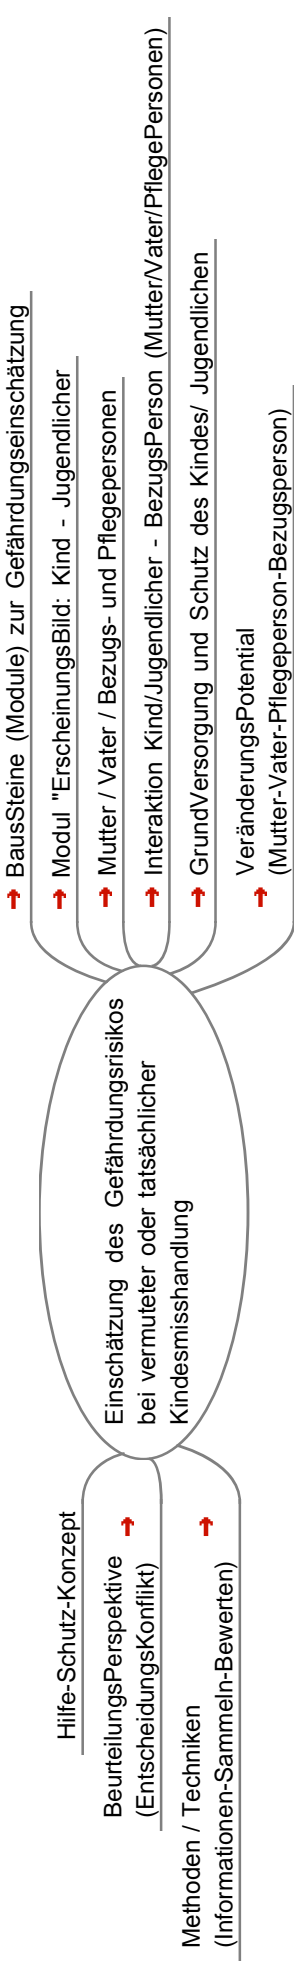 Einschätzung des Gefährdungsrisikos
bei vermuteter oder tatsächlicher
Kindesmisshandlung
BausSteine (Module) zur Gefährdungseinschätzung
Modul "ErscheinungsBild: Kind - Jugendlicher
Mutter / Vater / Bezugs- und Pflegepersonen
Interaktion Kind/Jugendlicher - BezugsPerson (Mutter/Vater/PflegePersonen)
GrundVersorgung und Schutz des Kindes/ Jugendlichen
VeränderungsPotential
(Mutter-Vater-Pflegeperson-Bezugsperson)
Hilfe-Schutz-Konzept
BeurteilungsPerspektive
(EntscheidungsKonflikt)
Methoden / Techniken
(Informationen-Sammeln-Bewerten)